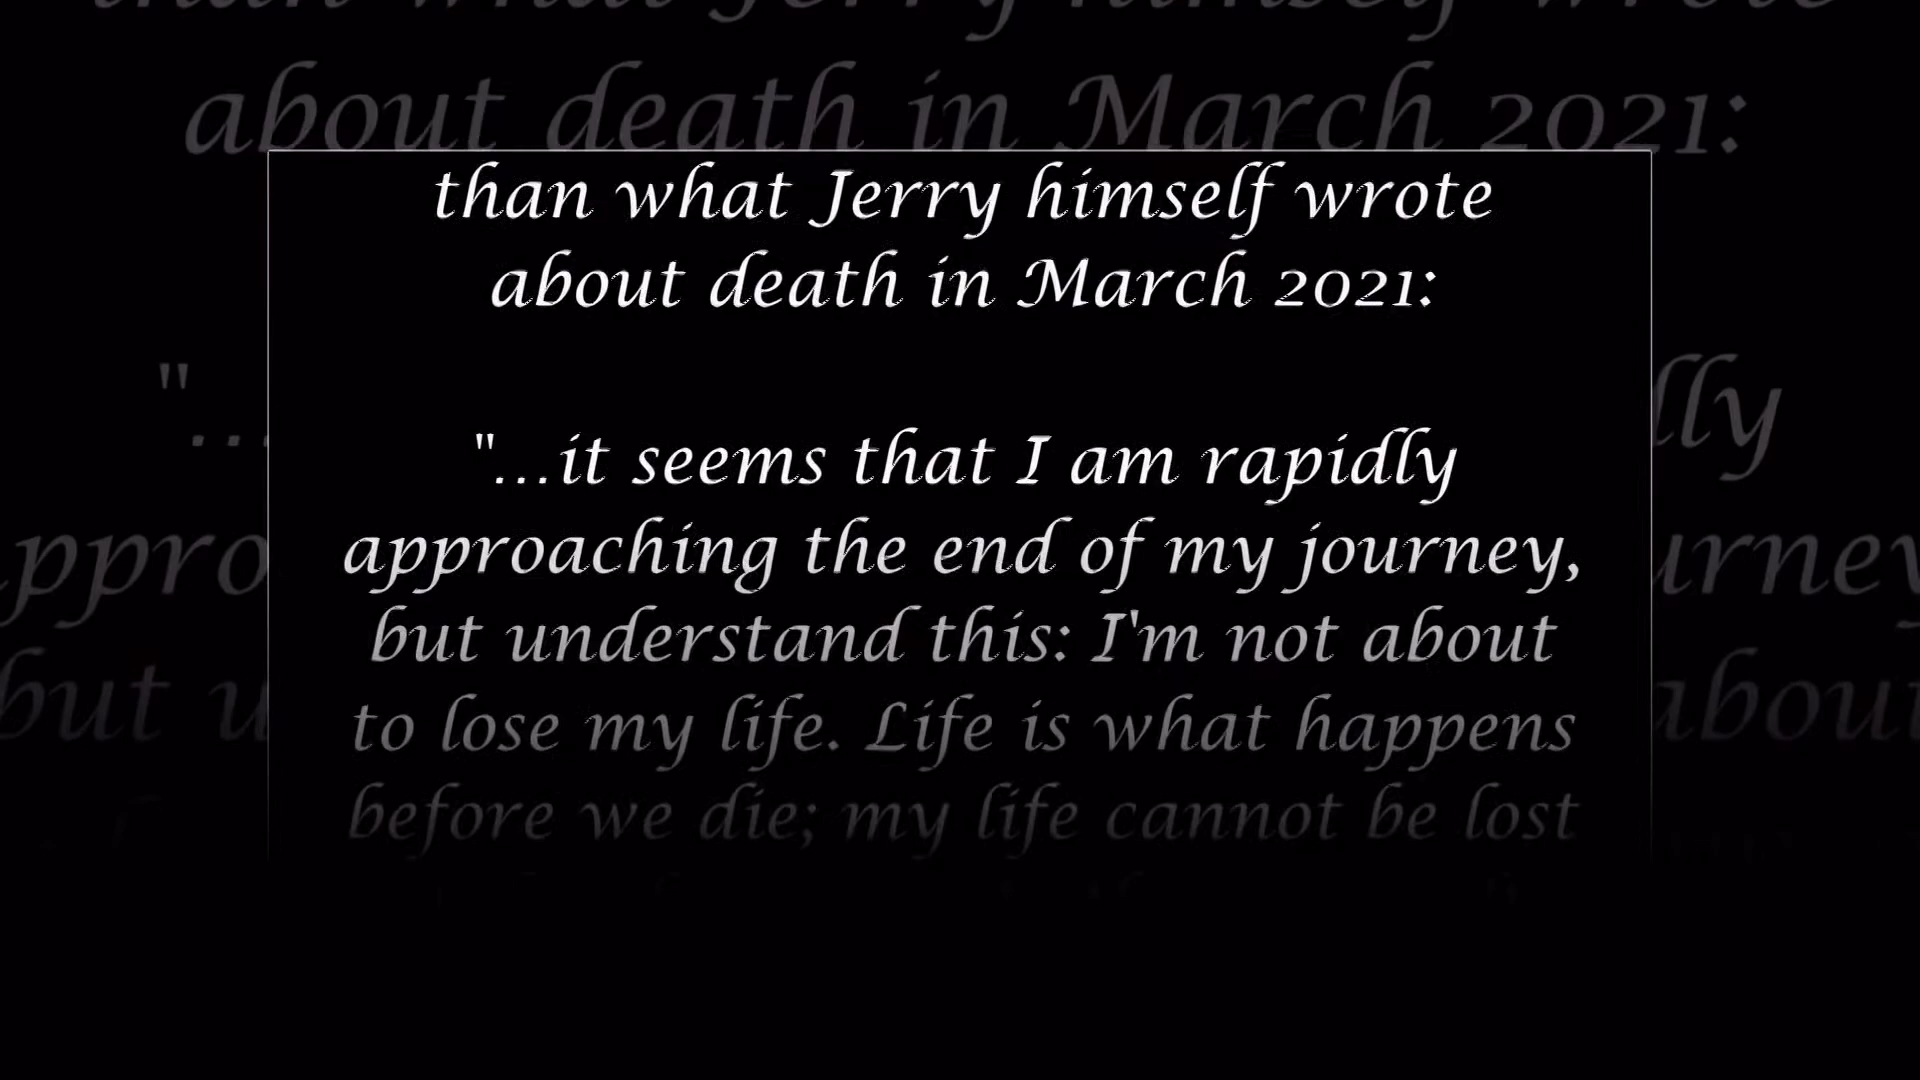 than what Jerry himself wrote
about death in March 2021:
"...it seems that I am rapidly
approaching the end of my journey,
but understand this: I'm not about
to lose my life. Life is what happens
before we die; my life cannot be lost